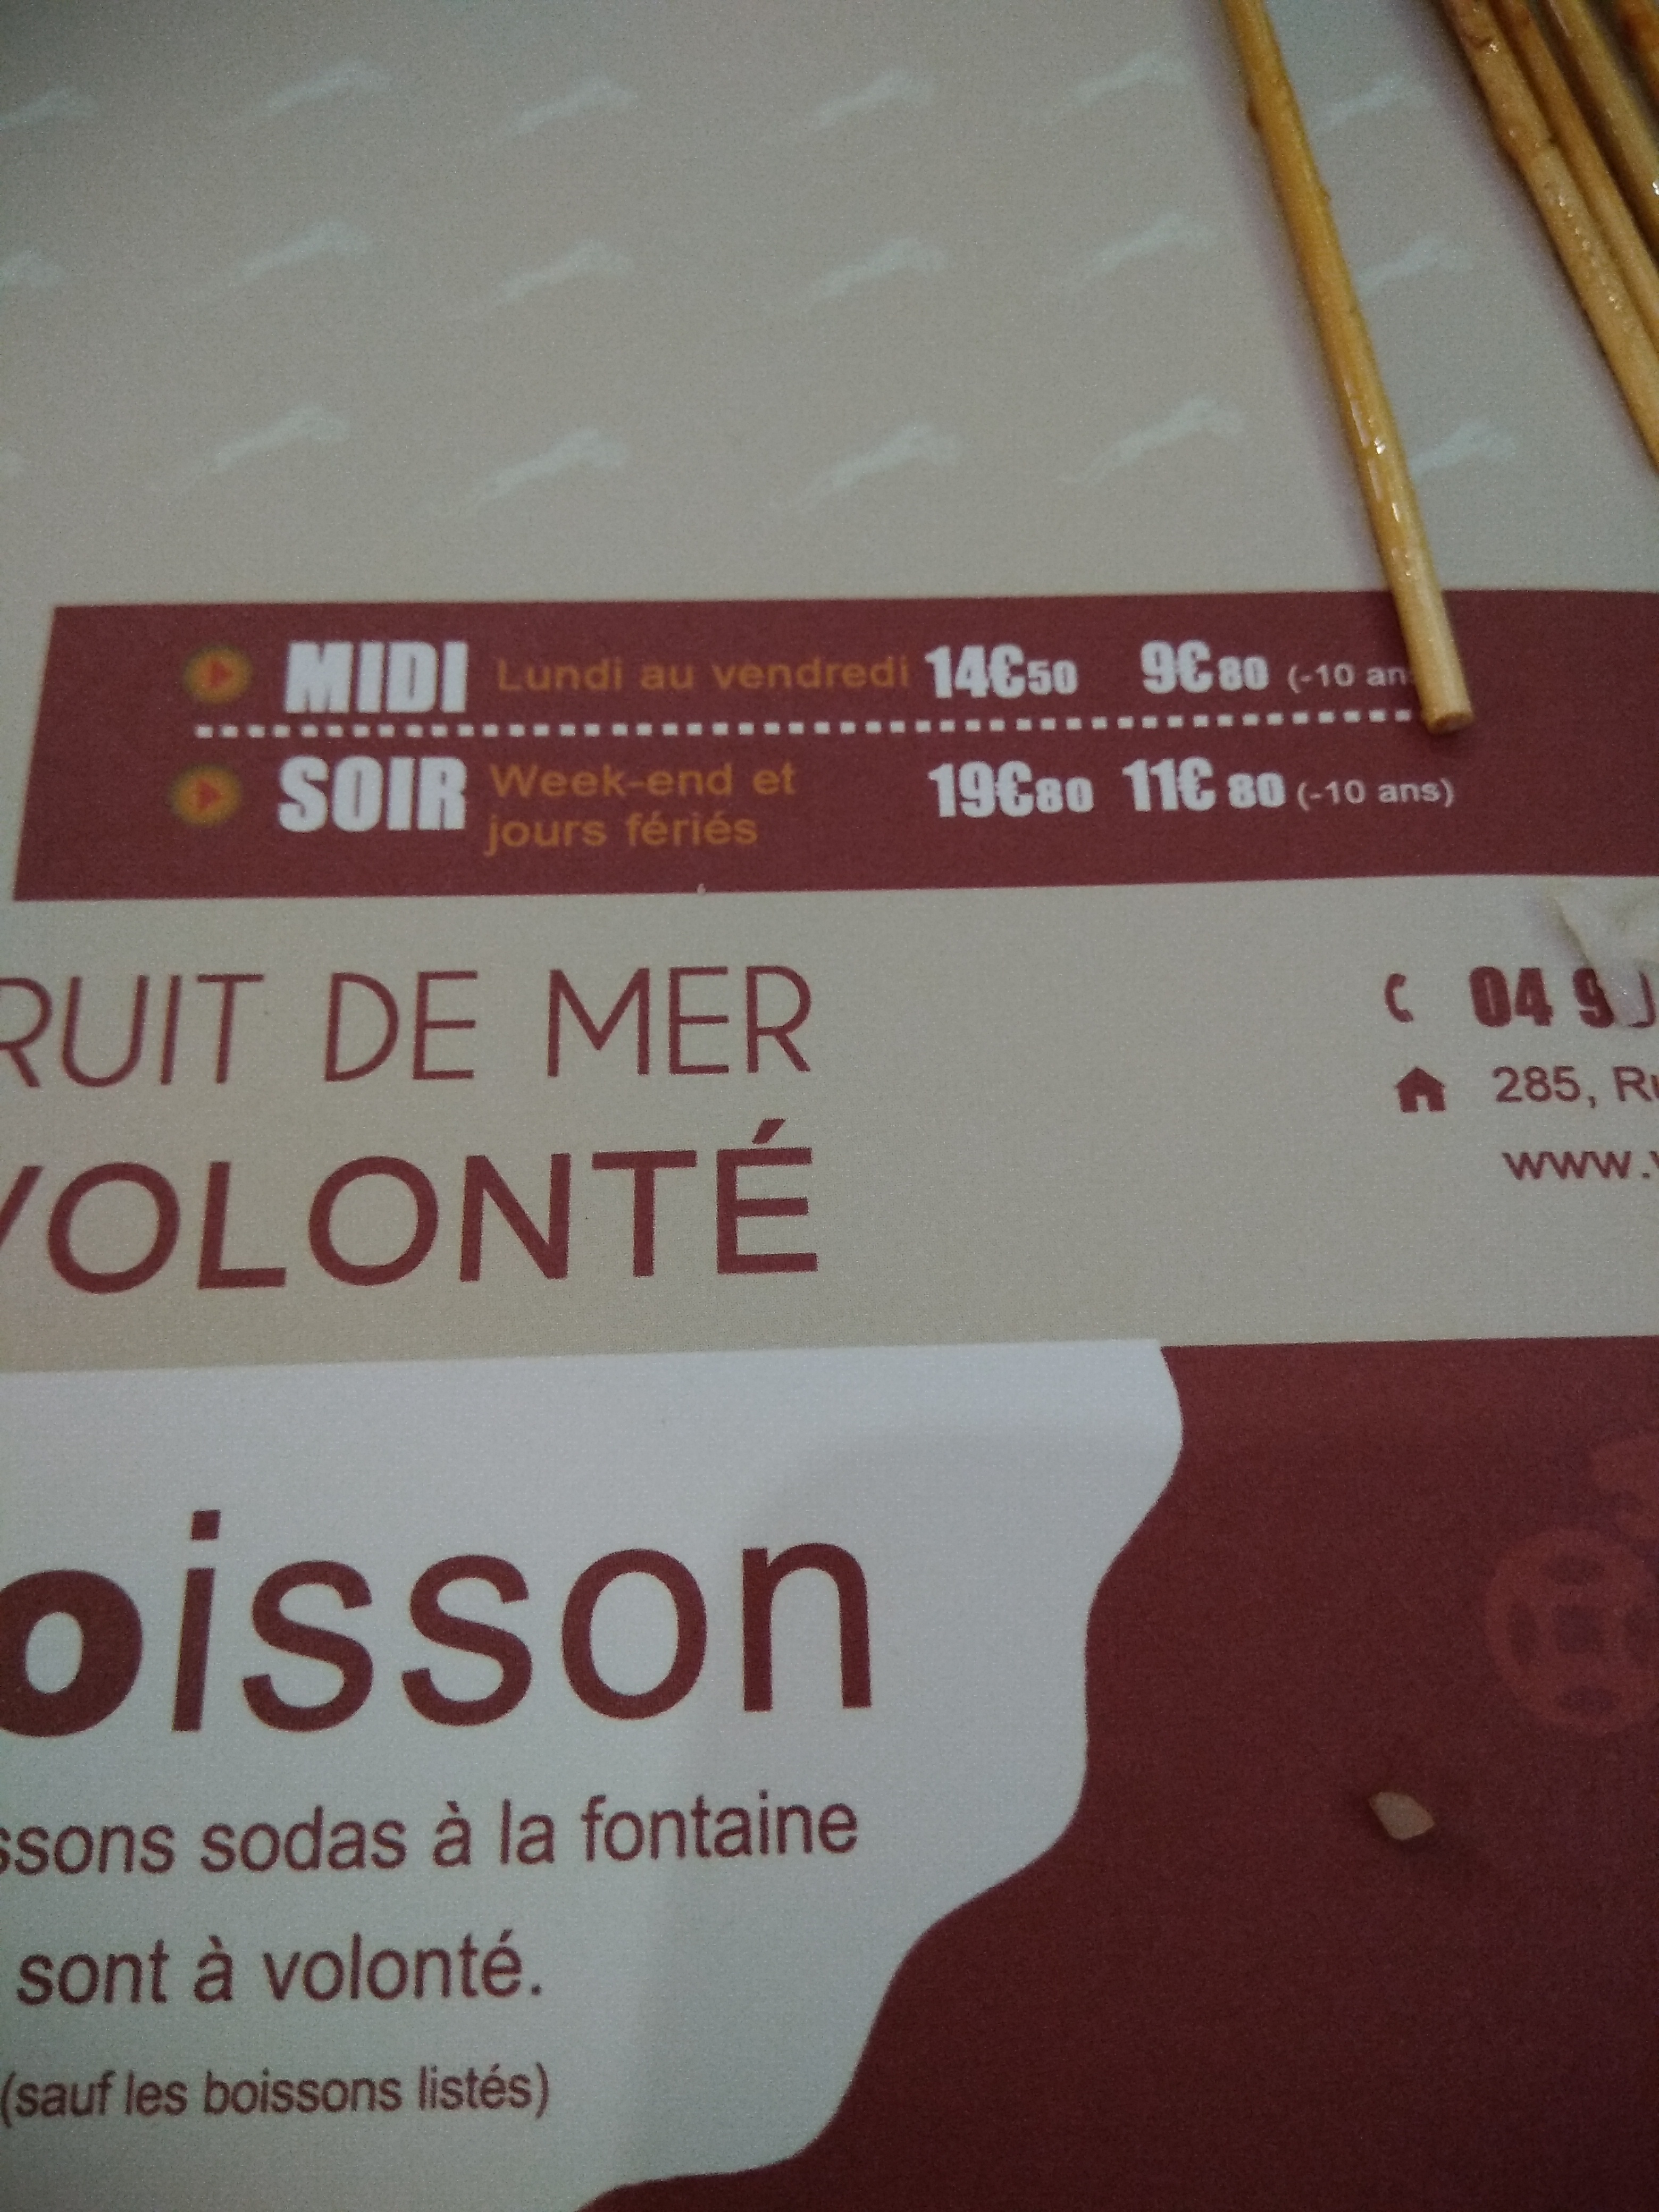 MIDI Lundi au vendredi 14€50 9€80 (-10 an
SOIR Week-end et jours fériés 19€80 11€80 (-10 ans)
RUIT DE MER
VOLONTÉ
04 9
285, Ru
www.v
oisson
ssons sodas à la fontaine
sont à volonté.
(sauf les boissons listés)